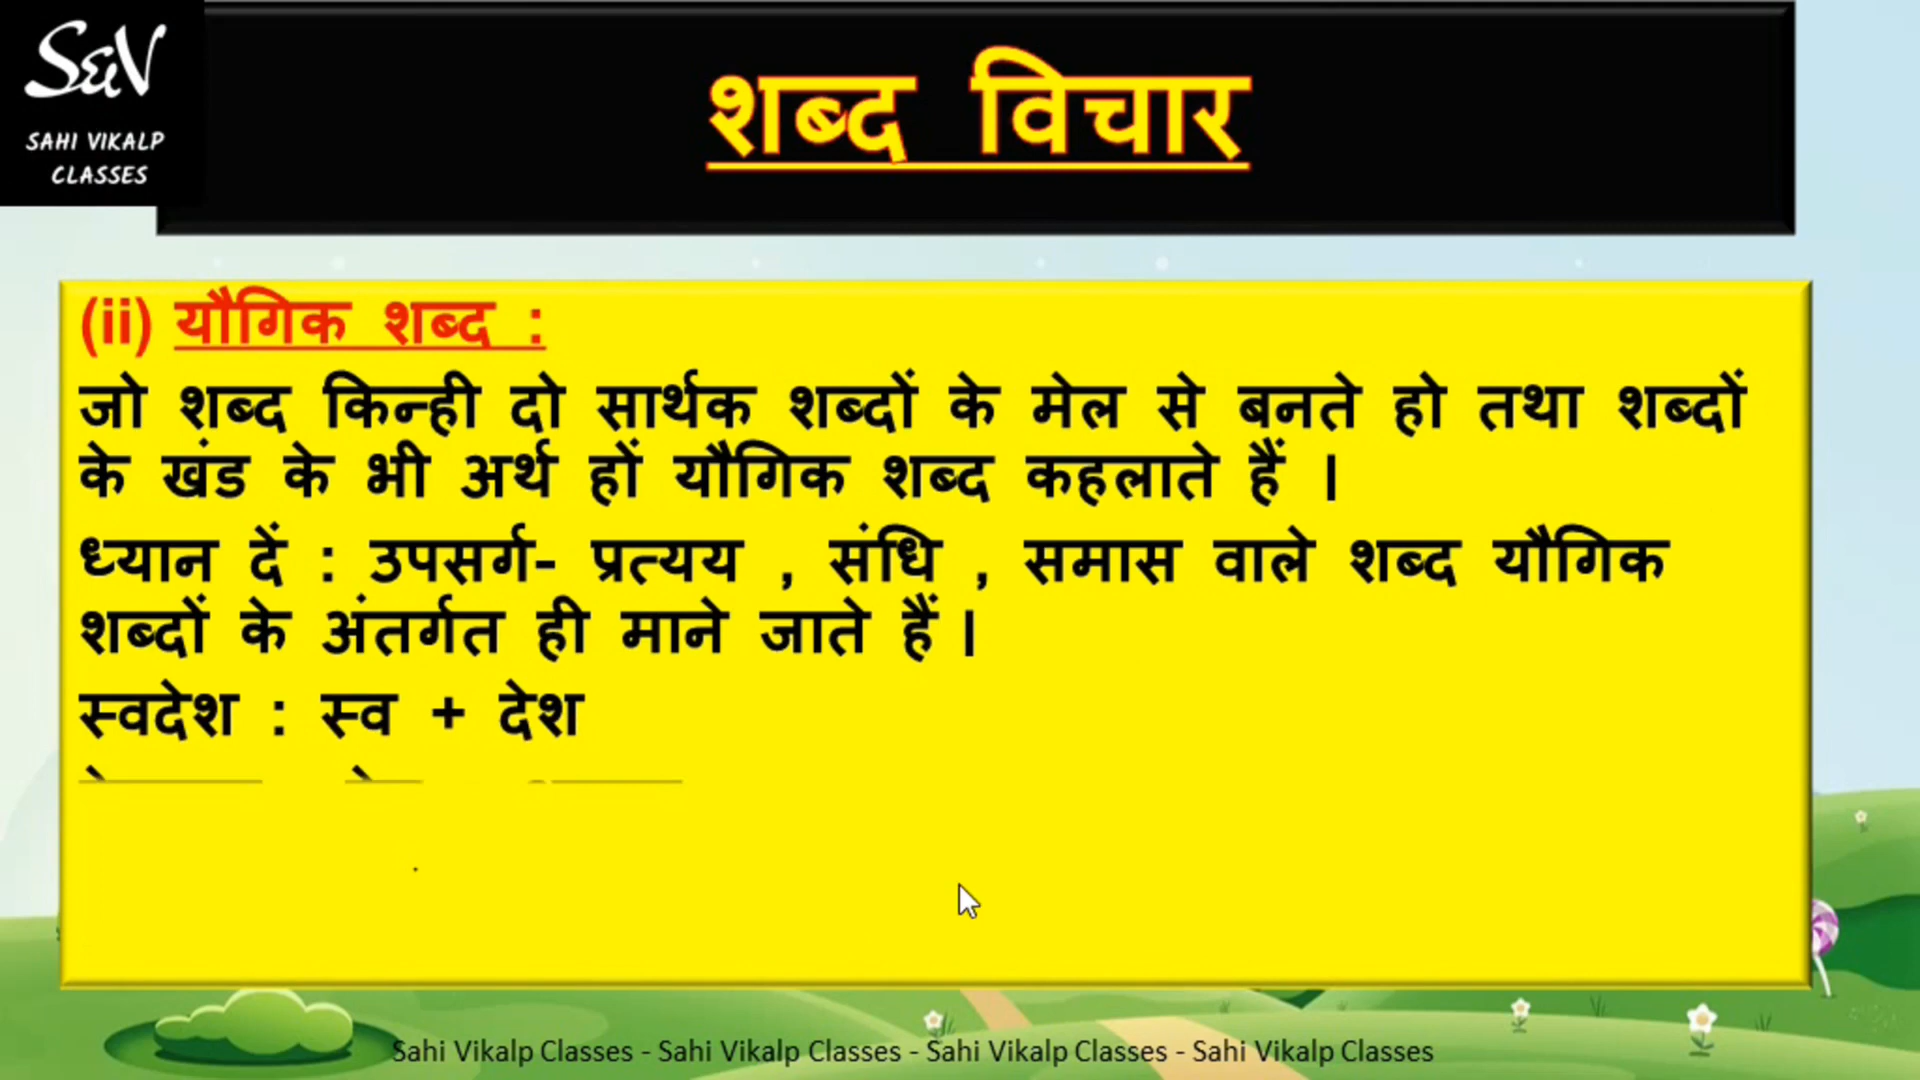 S&V
SAHI VIKALP
CLASSES
शब्द विचार
(ii) यौगिक शब्द :
जो शब्द किन्ही दो सार्थक शब्दों के मेल से बनते हो तथा शब्दों
के खंड के भी अर्थ हों यौगिक शब्द कहलाते हैं ।
ध्यान दें : उपसर्ग- प्रत्यय , संधि , समास वाले शब्द यौगिक
शब्दों के अंतर्गत ही माने जाते हैं ।
स्वदेश : स्व + देश
Sahi Vikalp Classes - Sahi Vikalp Classes - Sahi Vikalp Classes - Sahi Vikalp Classes